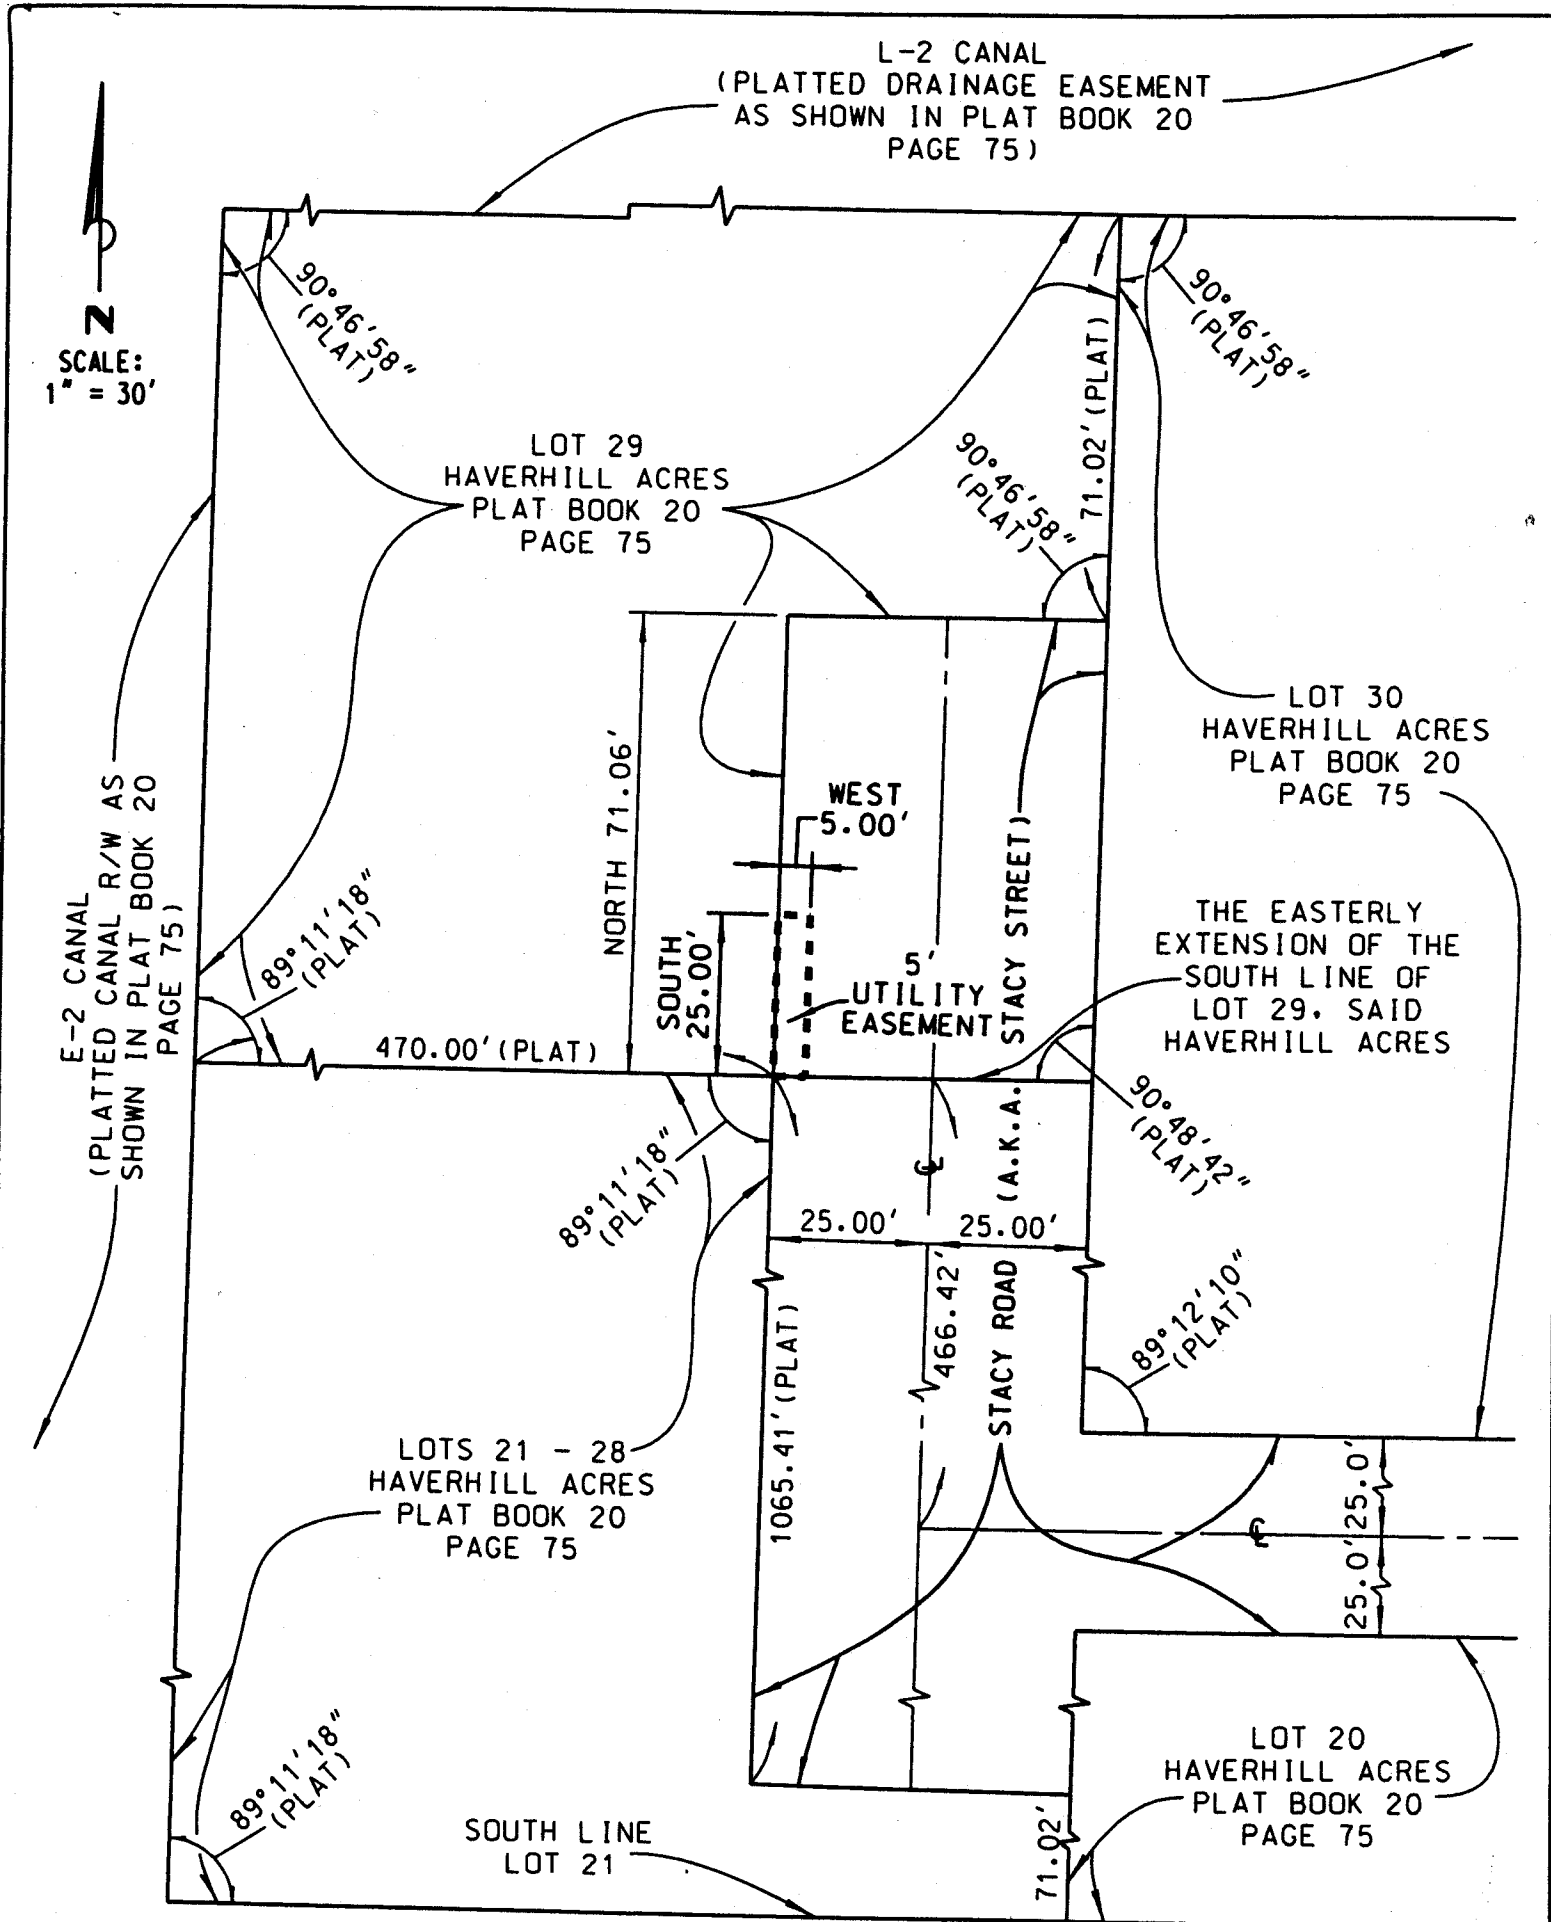 L-2 CANAL
(PLATTED DRAINAGE EASEMENT
AS SHOWN IN PLAT BOOK 20
PAGE 75)
N
SCALE:
1" = 30'
90°46'58"
(PLAT)
90°46'58"
(PLAT)
71.02'(PLAT)
LOT 29
HAVERHILL ACRES
PLAT BOOK 20
PAGE 75
90°46'58"
(PLAT)
LOT 30
HAVERHILL ACRES
PLAT BOOK 20
PAGE 75
NORTH 71.06'
WEST
5.00'
E-2 CANAL
(PLATTED CANAL R/W AS
SHOWN IN PLAT BOOK 20
PAGE 75)
89°11'18"
(PLAT)
SOUTH
25.00'
5'
UTILITY
EASEMENT
STACY ROAD (A.K.A. STACY STREET)
THE EASTERLY
EXTENSION OF THE
SOUTH LINE OF
LOT 29, SAID
HAVERHILL ACRES
470.00'(PLAT)
90°48'42"
(PLAT)
89°11'18"
(PLAT)
℄
25.00'
25.00'
466.42'
1065.41'(PLAT)
89°12'10"
(PLAT)
LOTS 21 - 28
HAVERHILL ACRES
PLAT BOOK 20
PAGE 75
25.0'
℄
25.0'
89°11'18"
(PLAT)
LOT 20
HAVERHILL ACRES
PLAT BOOK 20
PAGE 75
SOUTH LINE
LOT 21
71.02'